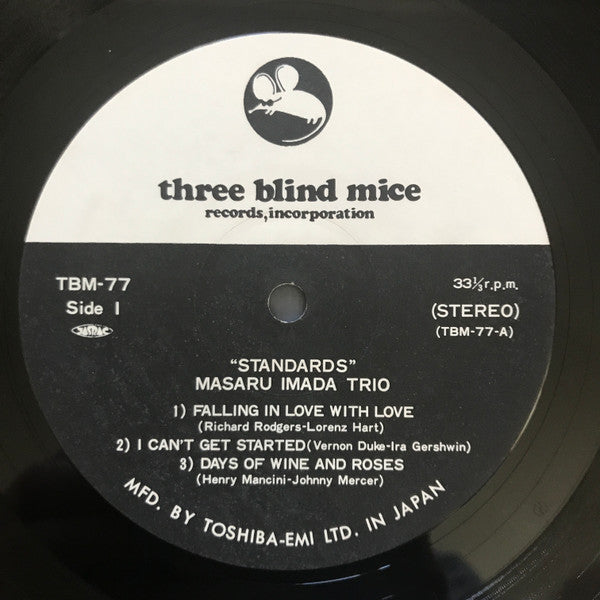 three blind mice
records, incorporation
TBM-77
Side 1
JASRAC
33⅓ r.p.m.
(STEREO)
(TBM-77-A)
"STANDARDS"
MASARU IMADA TRIO
1) FALLING IN LOVE WITH LOVE
(Richard Rodgers-Lorenz Hart)
2) I CAN'T GET STARTED (Vernon Duke-Ira Gershwin)
3) DAYS OF WINE AND ROSES
(Henry Mancini-Johnny Mercer)
MFD. BY TOSHIBA-EMI LTD. IN JAPAN